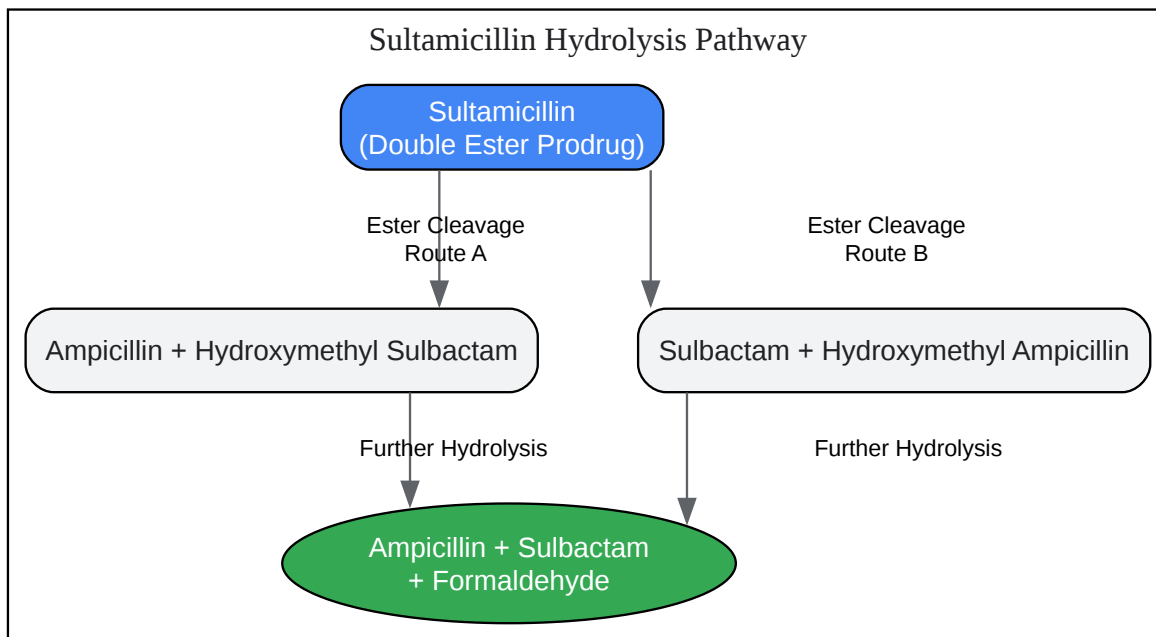 Sultamicillin Hydrolysis Pathway
Sultamicillin
(Double Ester Prodrug)
Ester Cleavage
Route A
Ester Cleavage
Route B
Ampicillin + Hydroxymethyl Sulbactam
Sulbactam + Hydroxymethyl Ampicillin
Further Hydrolysis
Further Hydrolysis
Ampicillin + Sulbactam
+ Formaldehyde